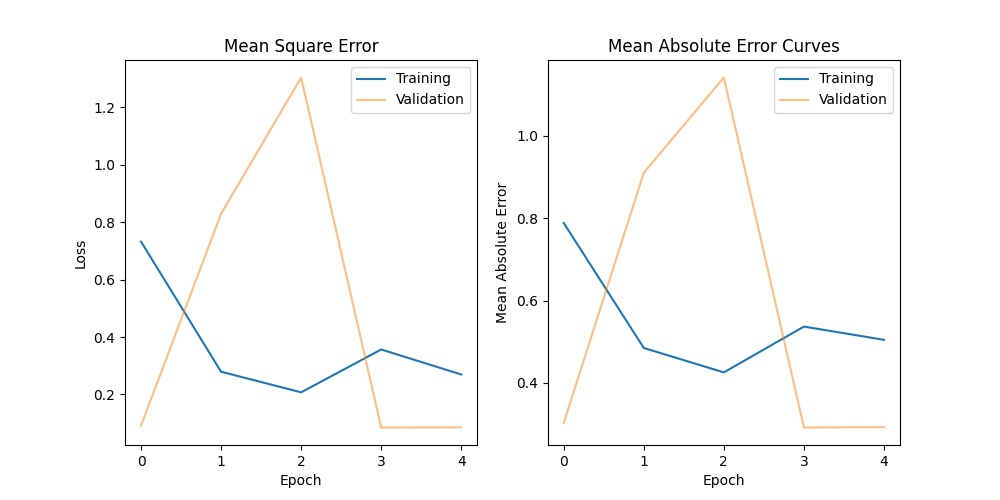 Mean Square Error
Training
Validation
1.2
1.0
0.8
0.6
0.4
0.2
Loss
0 1 2 3 4
Epoch
Mean Absolute Error Curves
Training
Validation
1.0
0.8
0.6
0.4
Mean Absolute Error
0 1 2 3 4
Epoch